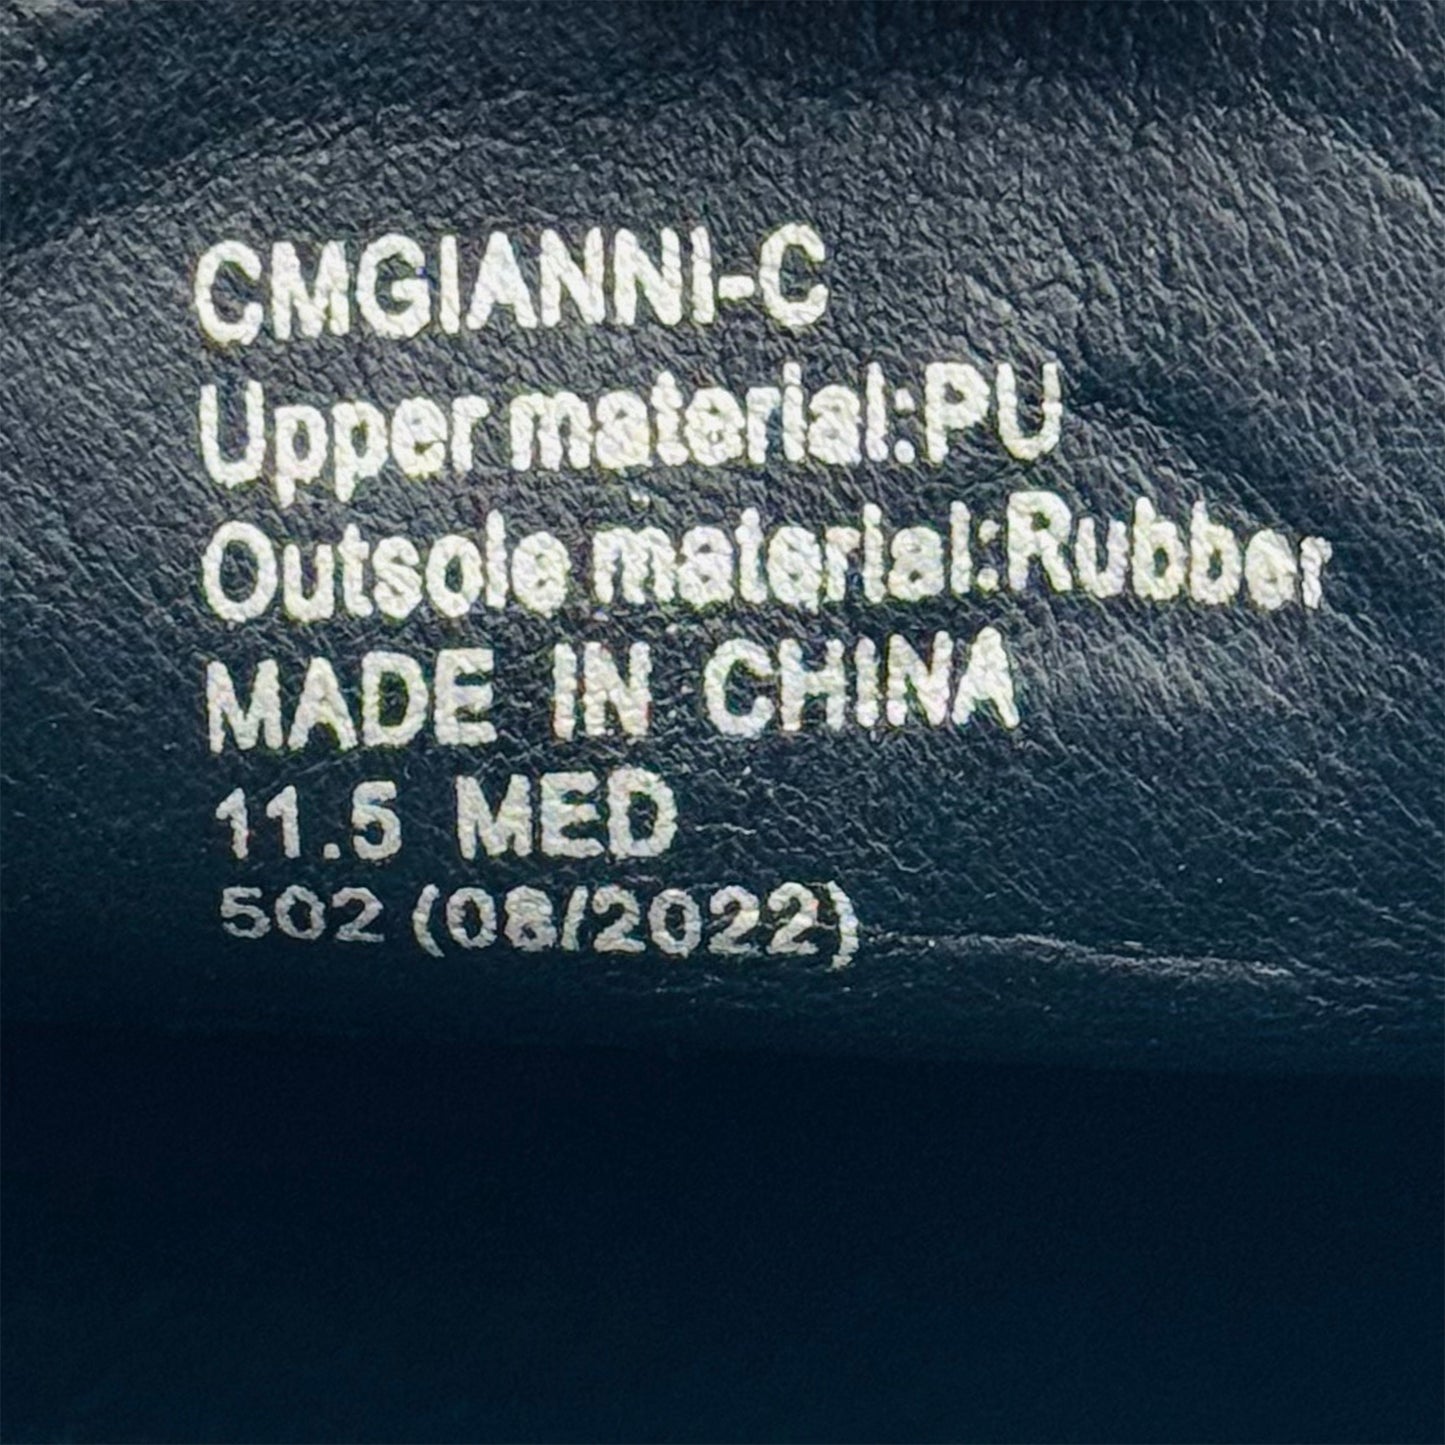 CMGIANNI-C
Upper material:PU
Outsole material:Rubber
MADE IN CHINA
11.5 MED
502 (08/2022)